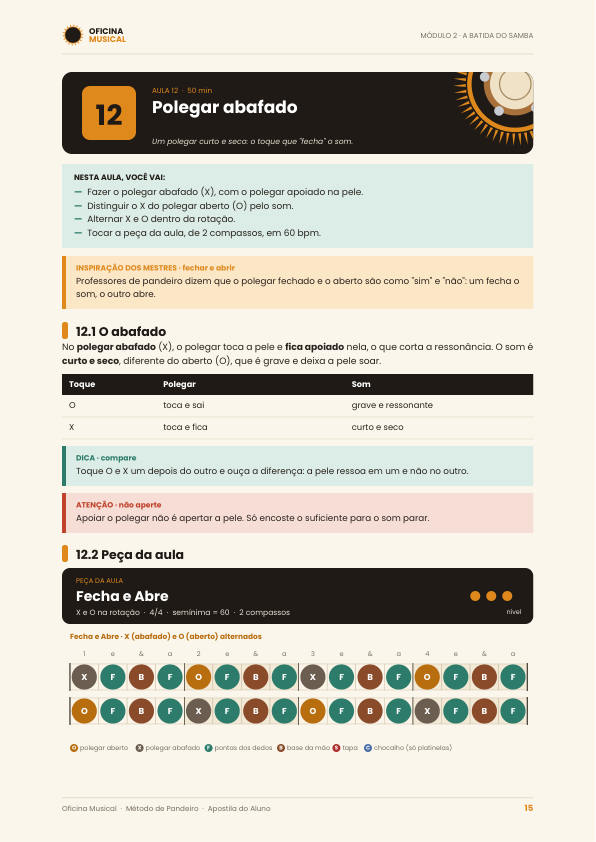 OFICINA
MUSICAL
MÓDULO 2 · A BATIDA DO SAMBA
12
AULA 12 · 50 min
Polegar abafado
Um polegar curto e seco: o toque que "fecha" o som.
NESTA AULA, VOCÊ VAI:
— Fazer o polegar abafado (X), com o polegar apoiado na pele.
— Distinguir o X do polegar aberto (O) pelo som.
— Alternar X e O dentro da rotação.
— Tocar a peça da aula, de 2 compassos, em 60 bpm.
INSPIRAÇÃO DOS MESTRES · fechar e abrir
Professores de pandeiro dizem que o polegar fechado e o aberto são como "sim" e "não": um fecha o
som, o outro abre.
12.1 O abafado
No polegar abafado (X), o polegar toca a pele e fica apoiado nela, o que corta a ressonância. O som é
curto e seco, diferente do aberto (O), que é grave e deixa a pele soar.
Toque Polegar Som
O toca e sai grave e ressonante
X toca e fica curto e seco
DICA · compare
Toque O e X um depois do outro e ouça a diferença: a pele ressoa em um e não no outro.
ATENÇÃO · não aperte
Apoiar o polegar não é apertar a pele. Só encoste o suficiente para o som parar.
12.2 Peça da aula
PEÇA DA AULA
Fecha e Abre
X e O na rotação · 4/4 · semínima = 60 · 2 compassos
nível
Fecha e Abre · X (abafado) e O (aberto) alternados
1 e & a 2 e & a 3 e & a 4 e & a
X F B F O F B F X F B F O F B F
O F B F X F B F O F B F X F B F
O polegar aberto X polegar abafado F pontas dos dedos B base da mão S tapa C chocalho (só platinelas)
Oficina Musical · Método de Pandeiro · Apostila do Aluno
15